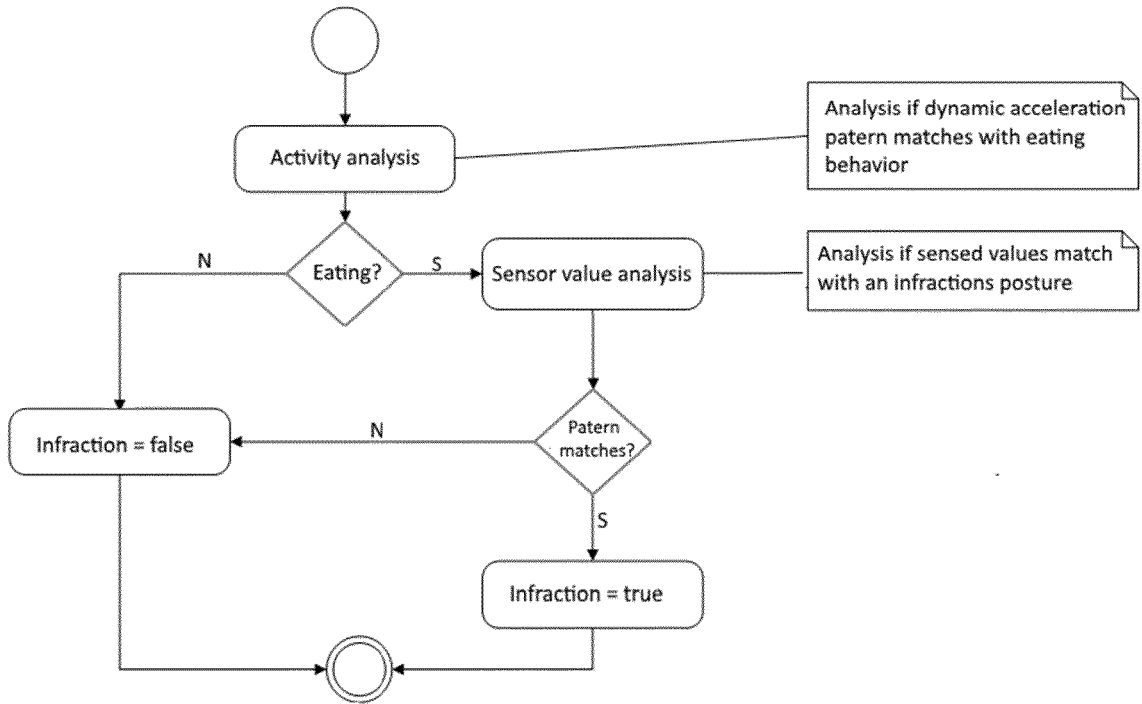 Activity analysis
Analysis if dynamic acceleration
patern matches with eating
behavior
N
Eating?
S
Sensor value analysis
Analysis if sensed values match
with an infractions posture
Infraction = false
N
Patern
matches?
S
Infraction = true